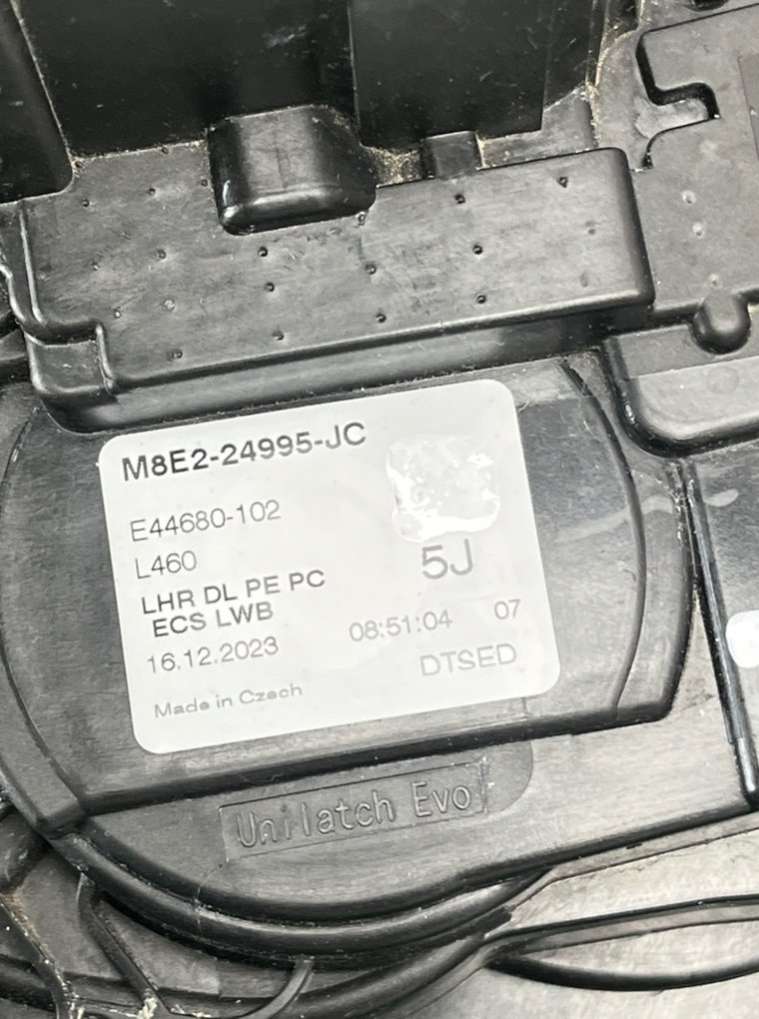 M8E2-24995-JC
E44680-102
L460
5J
LHR DL PE PC
ECS LWB
16.12.2023 08:51:04 07
DTSED
Made in Czech
Unilatch Evo